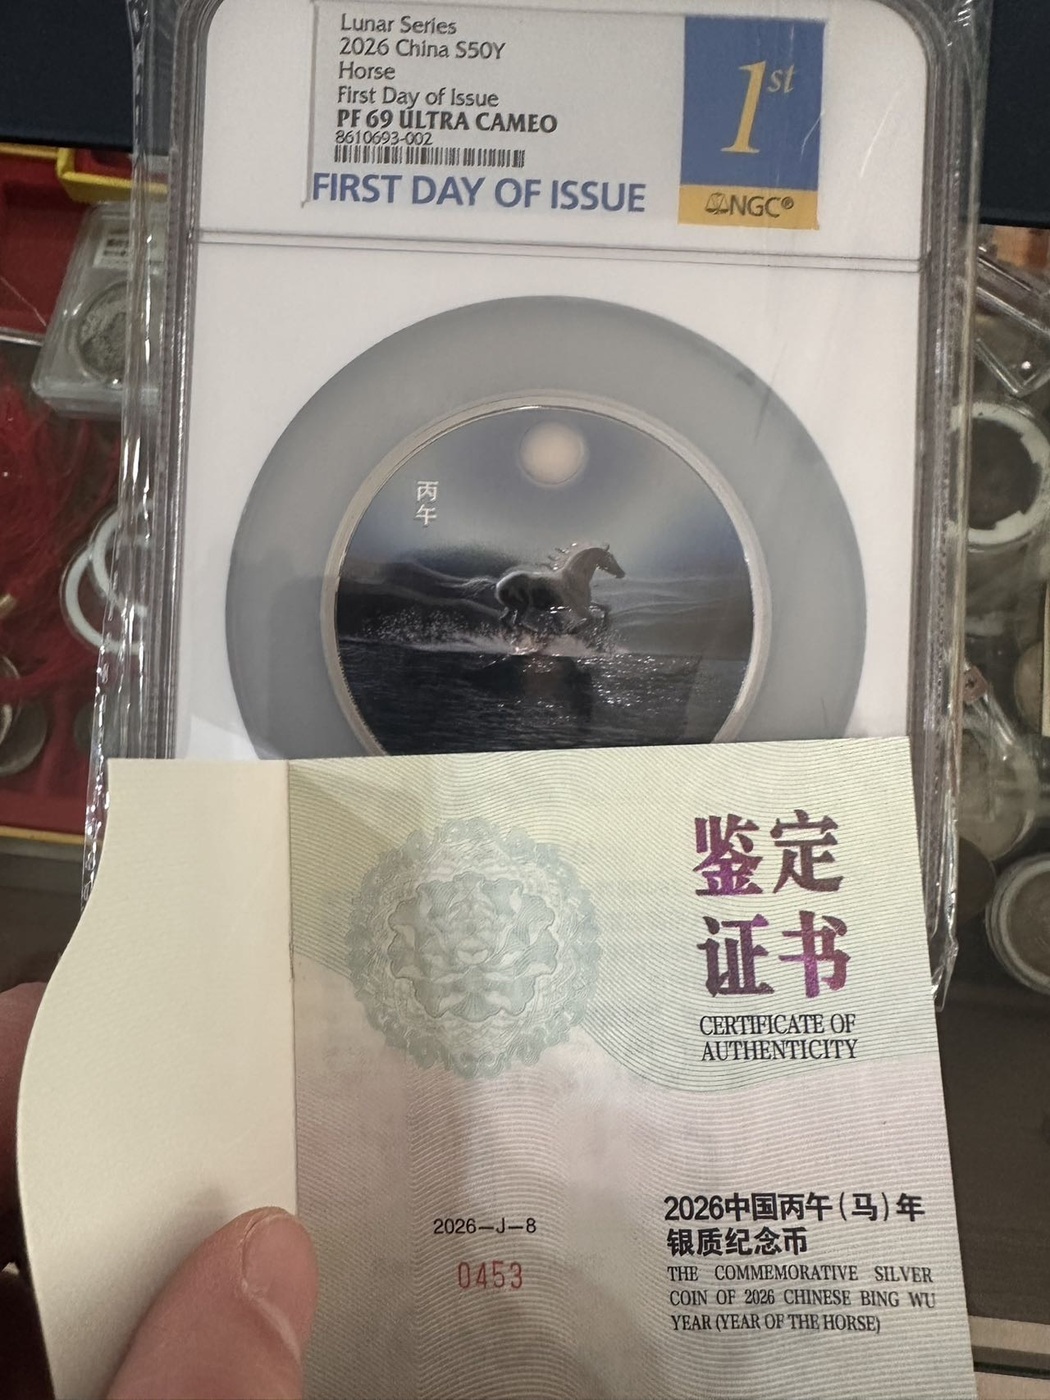 Lunar Series
2026 China S50Y
Horse
First Day of Issue
PF 69 ULTRA CAMEO
8610693-002
FIRST DAY OF ISSUE
1st
NGC®
丙
午
鉴定
证书
CERTIFICATE OF
AUTHENTICITY
2026-J-8
0453
2026中国丙午(马)年
银质纪念币
THE COMMEMORATIVE SILVER
COIN OF 2026 CHINESE BING WU
YEAR (YEAR OF THE HORSE)